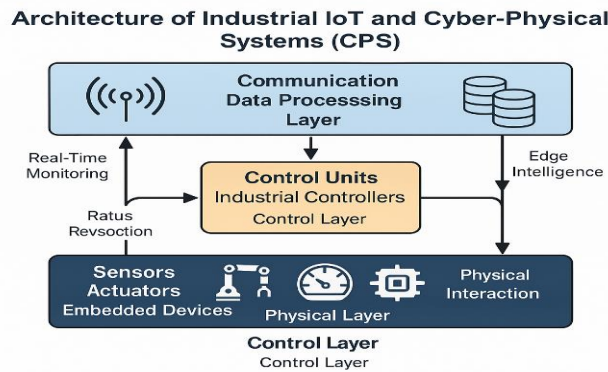 Architecture of Industrial IoT and Cyber-Physical
Systems (CPS)
Communication
Data Processsing
Layer
Real-Time
Monitoring
Edge
Intelligence
Control Units
Industrial Controllers
Control Layer
Ratus
Revsoction
Sensors
Actuators
Embedded Devices
Physical Layer
Physical
Interaction
Control Layer
Control Layer